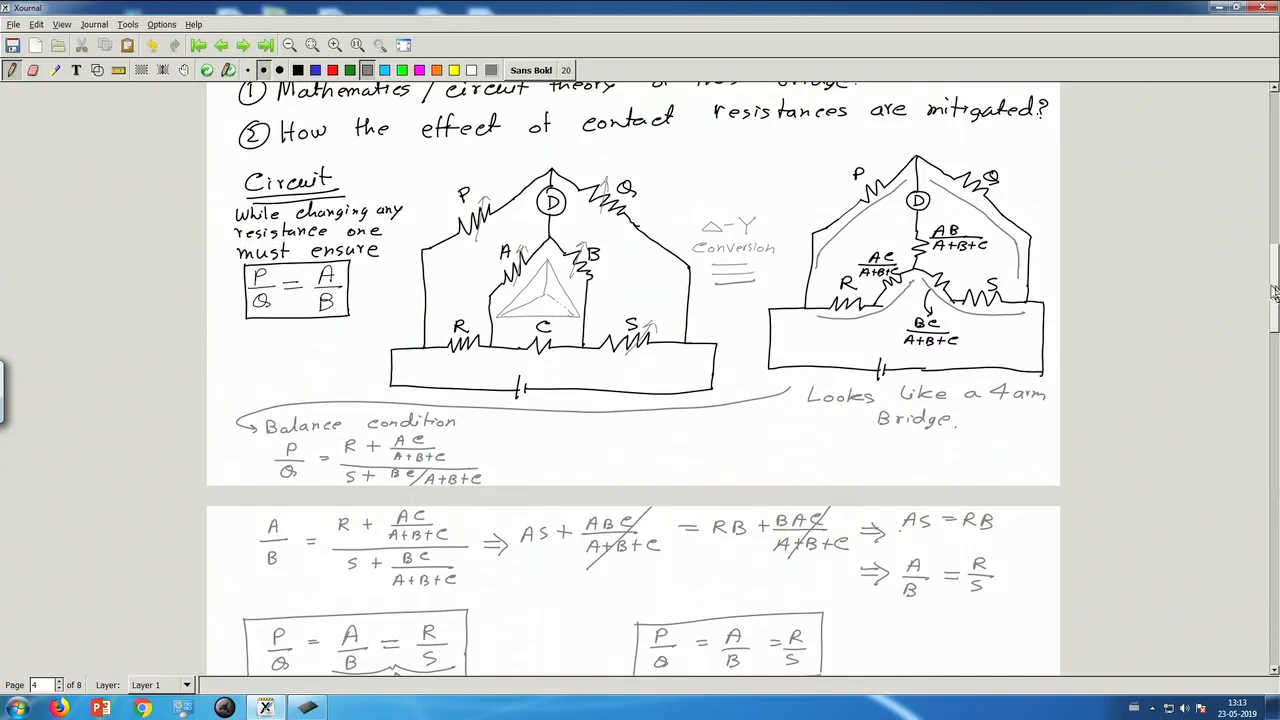 Xournal
File Edit View Journal Tools Options Help
Sans Bold 20
① Mathematics / circuit theory of this bridge?
② How the effect of contact resistances are mitigated?
Circuit
While changing any
resistance one
must ensure
P/Q = A/B
P Q D A B R C S
Δ-Y
Conversion
P Q D
AB/A+B+C
AC/A+B+C
R S
BC/A+B+C
Looks like a 4 arm
Bridge.
Balance condition
P/Q = R + AC/A+B+C / S + BC/A+B+C
A/B = R + AC/A+B+C / S + BC/A+B+C ⇒ AS + ABC/A+B+C = RB + BAC/A+B+C ⇒ AS = RB
⇒ A/B = R/S
P/Q = A/B = R/S
P/Q = A/B = R/S
Page 4 of 8 Layer: Layer 1
13:13
23-05-2019